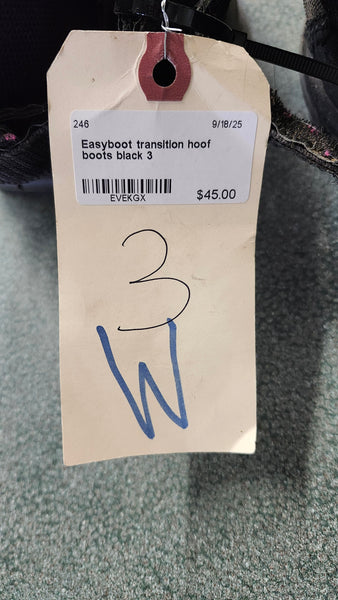 246 9/18/25
Easyboot transition hoof
boots black 3
EVEKGX $45.00
3
W